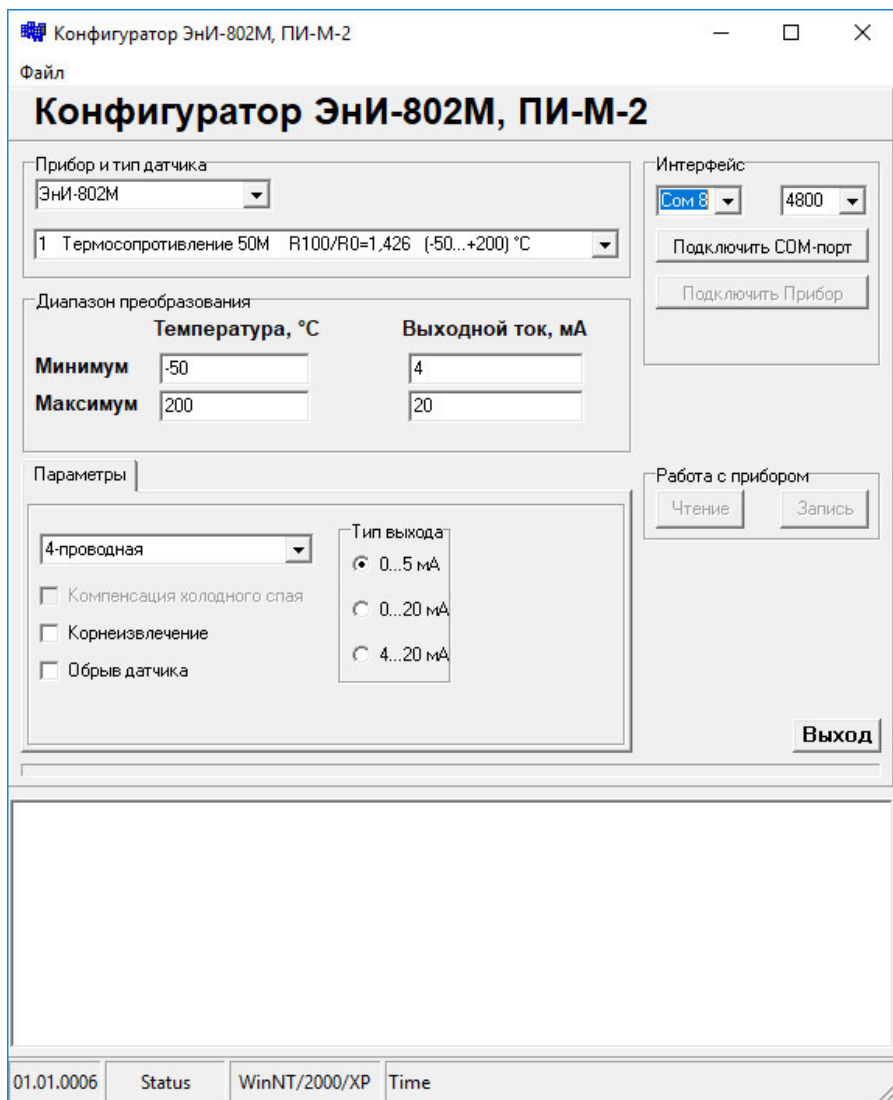 Конфигуратор ЭнИ-802М, ПИ-М-2
Файл
Конфигуратор ЭнИ-802М, ПИ-М-2
Прибор и тип датчика
ЭнИ-802М
1 Термосопротивление 50М R100/R0=1,426 (-50...+200) °C
Интерфейс
Com 8
4800
Подключить COM-порт
Подключить Прибор
Диапазон преобразования
Температура, °С Выходной ток, мА
Минимум -50 4
Максимум 200 20
Параметры
4-проводная
Компенсация холодного спая
Корнеизвлечение
Обрыв датчика
Тип выхода
0...5 мА
0...20 мА
4...20 мА
Работа с прибором
Чтение Запись
Выход
01.01.0006 Status WinNT/2000/XP Time